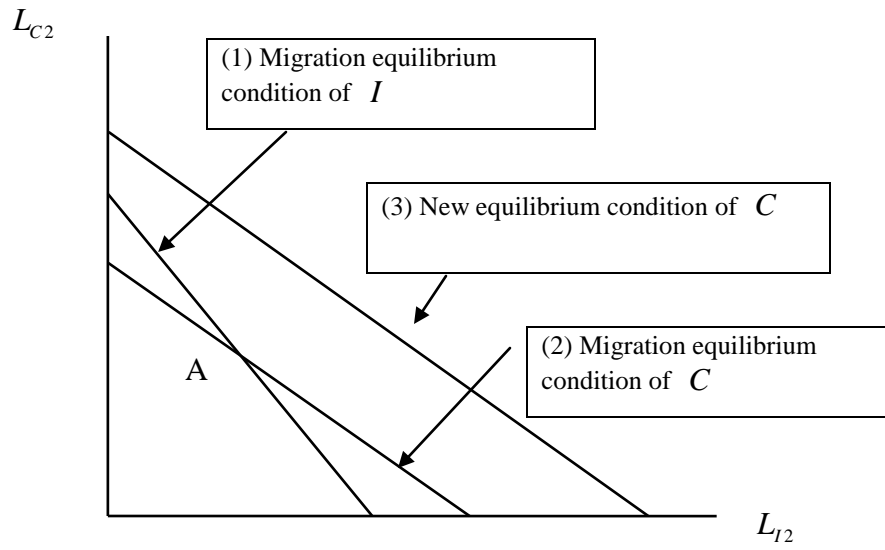 L_{C2}
(1) Migration equilibrium
condition of I
(3) New equilibrium condition of C
(2) Migration equilibrium
condition of C
A
L_{I2}